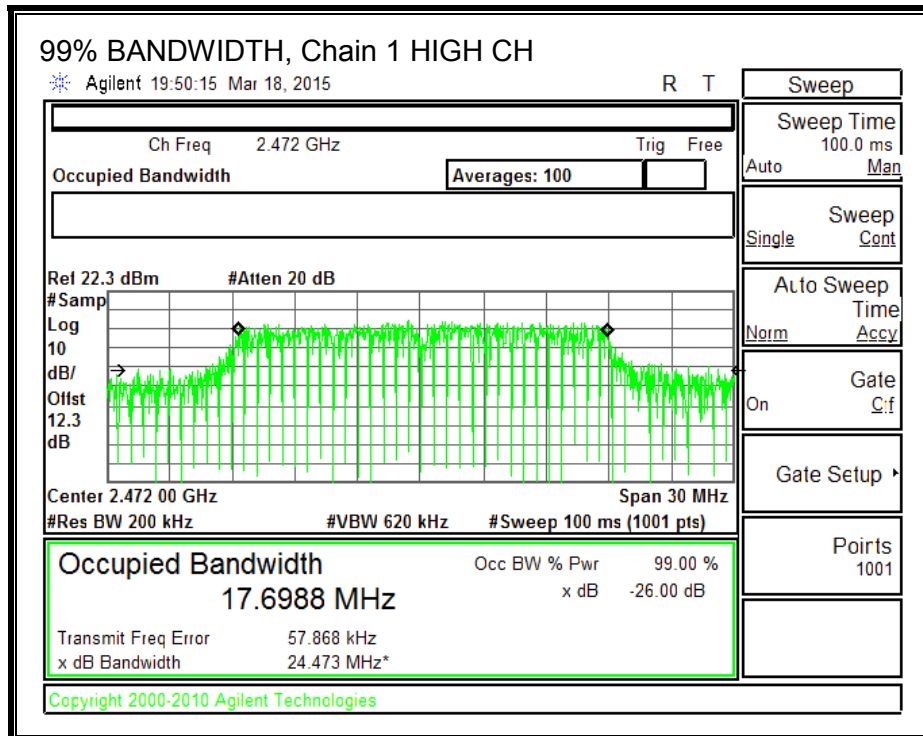 99% BANDWIDTH, Chain 1 HIGH CH
Agilent 19:50:15 Mar 18, 2015 R T
Ch Freq 2.472 GHz Trig Free
Occupied Bandwidth Averages: 100
Ref 22.3 dBm #Atten 20 dB
#Samp
Log
10
dB/
Offst
12.3
dB
Center 2.472 00 GHz Span 30 MHz
#Res BW 200 kHz #VBW 620 kHz #Sweep 100 ms (1001 pts)
Occupied Bandwidth Occ BW % Pwr 99.00 %
17.6988 MHz x dB -26.00 dB
Transmit Freq Error 57.868 kHz
x dB Bandwidth 24.473 MHz*
Copyright 2000-2010 Agilent Technologies
Sweep
Sweep Time
100.0 ms
Auto Man
Sweep
Single Cont
Auto Sweep
Time
Norm Accy
Gate
On Off
Gate Setup
Points
1001